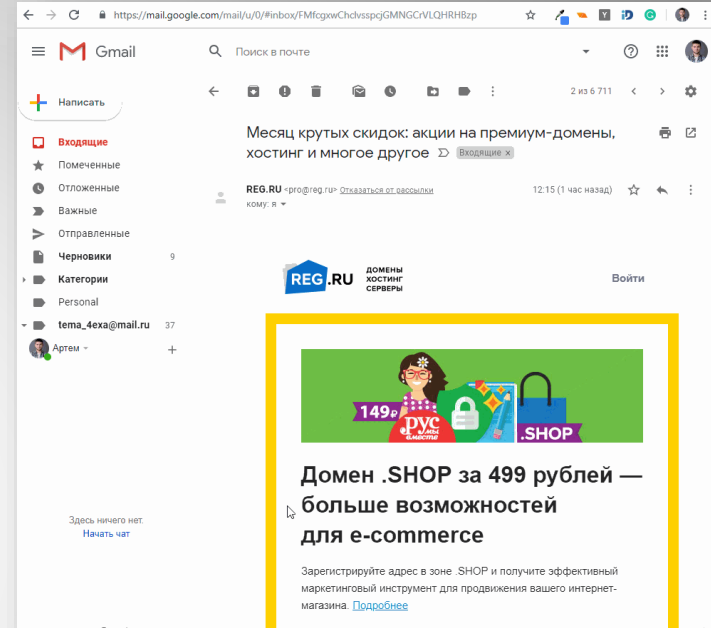 https://mail.google.com/mail/u/0/#inbox/FMfcgxwChclvsspcjGMNGCrVLQHRHBzp
Gmail
Поиск в почте
Написать
2 из 6 711
Входящие
Помеченные
Отложенные
Важные
Отправленные
Черновики 9
Категории
Personal
tema_4exa@mail.ru 37
Артем
Здесь ничего нет.
Начать чат
Месяц крутых скидок: акции на премиум-домены,
хостинг и многое другое Входящие x
REG.RU <pro@reg.ru> Отказаться от рассылки 12:15 (1 час назад)
кому: я
REG.RU
ДОМЕНЫ
ХОСТИНГ
СЕРВЕРЫ
Войти
149₽
.рус
мы
вместе
.SHOP
Домен .SHOP за 499 рублей —
больше возможностей
для e-commerce
Зарегистрируйте адрес в зоне .SHOP и получите эффективный
маркетинговый инструмент для продвижения вашего интернет-
магазина. Подробнее